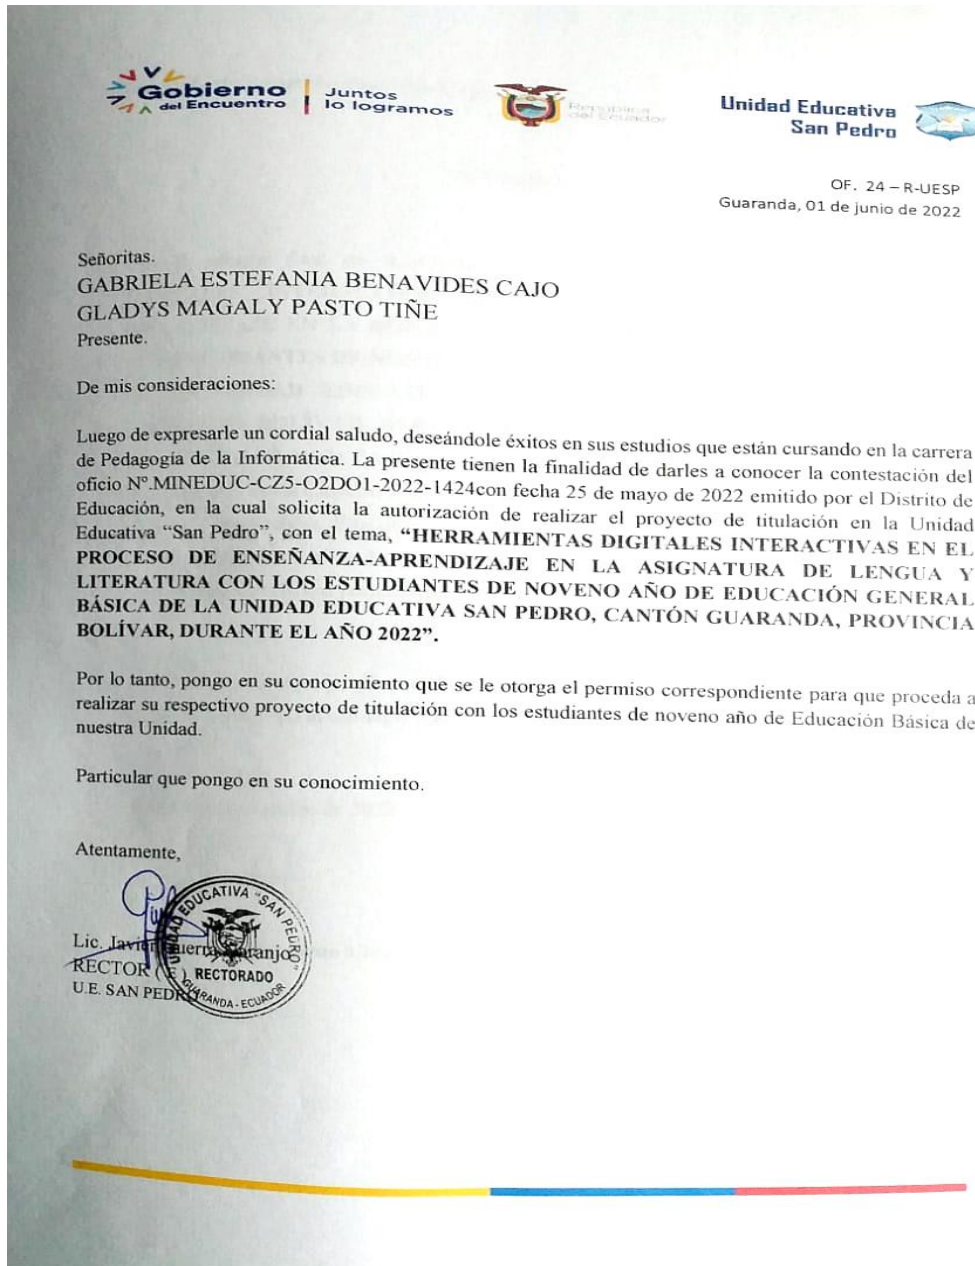 Gobierno
del Encuentro
Juntos
lo logramos
República
del Ecuador
Unidad Educativa
San Pedro
OF. 24 – R-UESP
Guaranda, 01 de junio de 2022
Señoritas.
GABRIELA ESTEFANIA BENAVIDES CAJO
GLADYS MAGALY PASTO TIÑE
Presente.
De mis consideraciones:
Luego de expresarle un cordial saludo, deseándole éxitos en sus estudios que están cursando en la carrera
de Pedagogía de la Informática. La presente tienen la finalidad de darles a conocer la contestación del
oficio Nº.MINEDUC-CZ5-O2DO1-2022-1424con fecha 25 de mayo de 2022 emitido por el Distrito de
Educación, en la cual solicita la autorización de realizar el proyecto de titulación en la Unidad
Educativa “San Pedro”, con el tema, “HERRAMIENTAS DIGITALES INTERACTIVAS EN EL
PROCESO DE ENSEÑANZA-APRENDIZAJE EN LA ASIGNATURA DE LENGUA Y
LITERATURA CON LOS ESTUDIANTES DE NOVENO AÑO DE EDUCACIÓN GENERAL
BÁSICA DE LA UNIDAD EDUCATIVA SAN PEDRO, CANTÓN GUARANDA, PROVINCIA
BOLÍVAR, DURANTE EL AÑO 2022”.
Por lo tanto, pongo en su conocimiento que se le otorga el permiso correspondiente para que proceda a
realizar su respectivo proyecto de titulación con los estudiantes de noveno año de Educación Básica de
nuestra Unidad.
Particular que pongo en su conocimiento.
Atentamente,
Lic. Javier Guerra Naranjo
RECTOR ( E )
U.E. SAN PEDRO
UNIDAD EDUCATIVA "SAN PEDRO"
RECTORADO
GUARANDA - ECUADOR